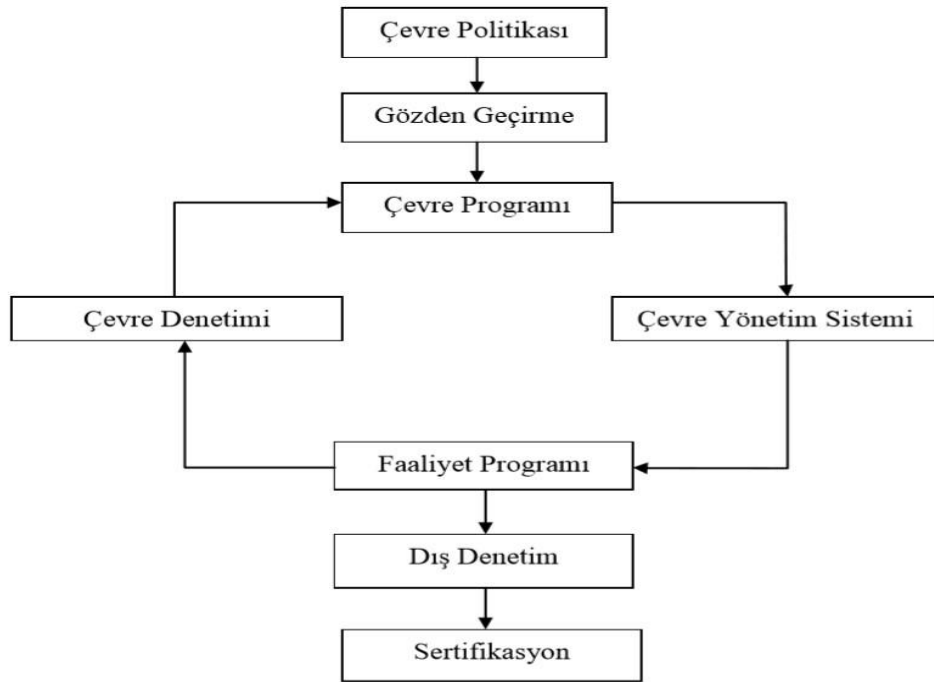 Çevre Politikası
Gözden Geçirme
Çevre Programı
Çevre Denetimi
Çevre Yönetim Sistemi
Faaliyet Programı
Dış Denetim
Sertifikasyon